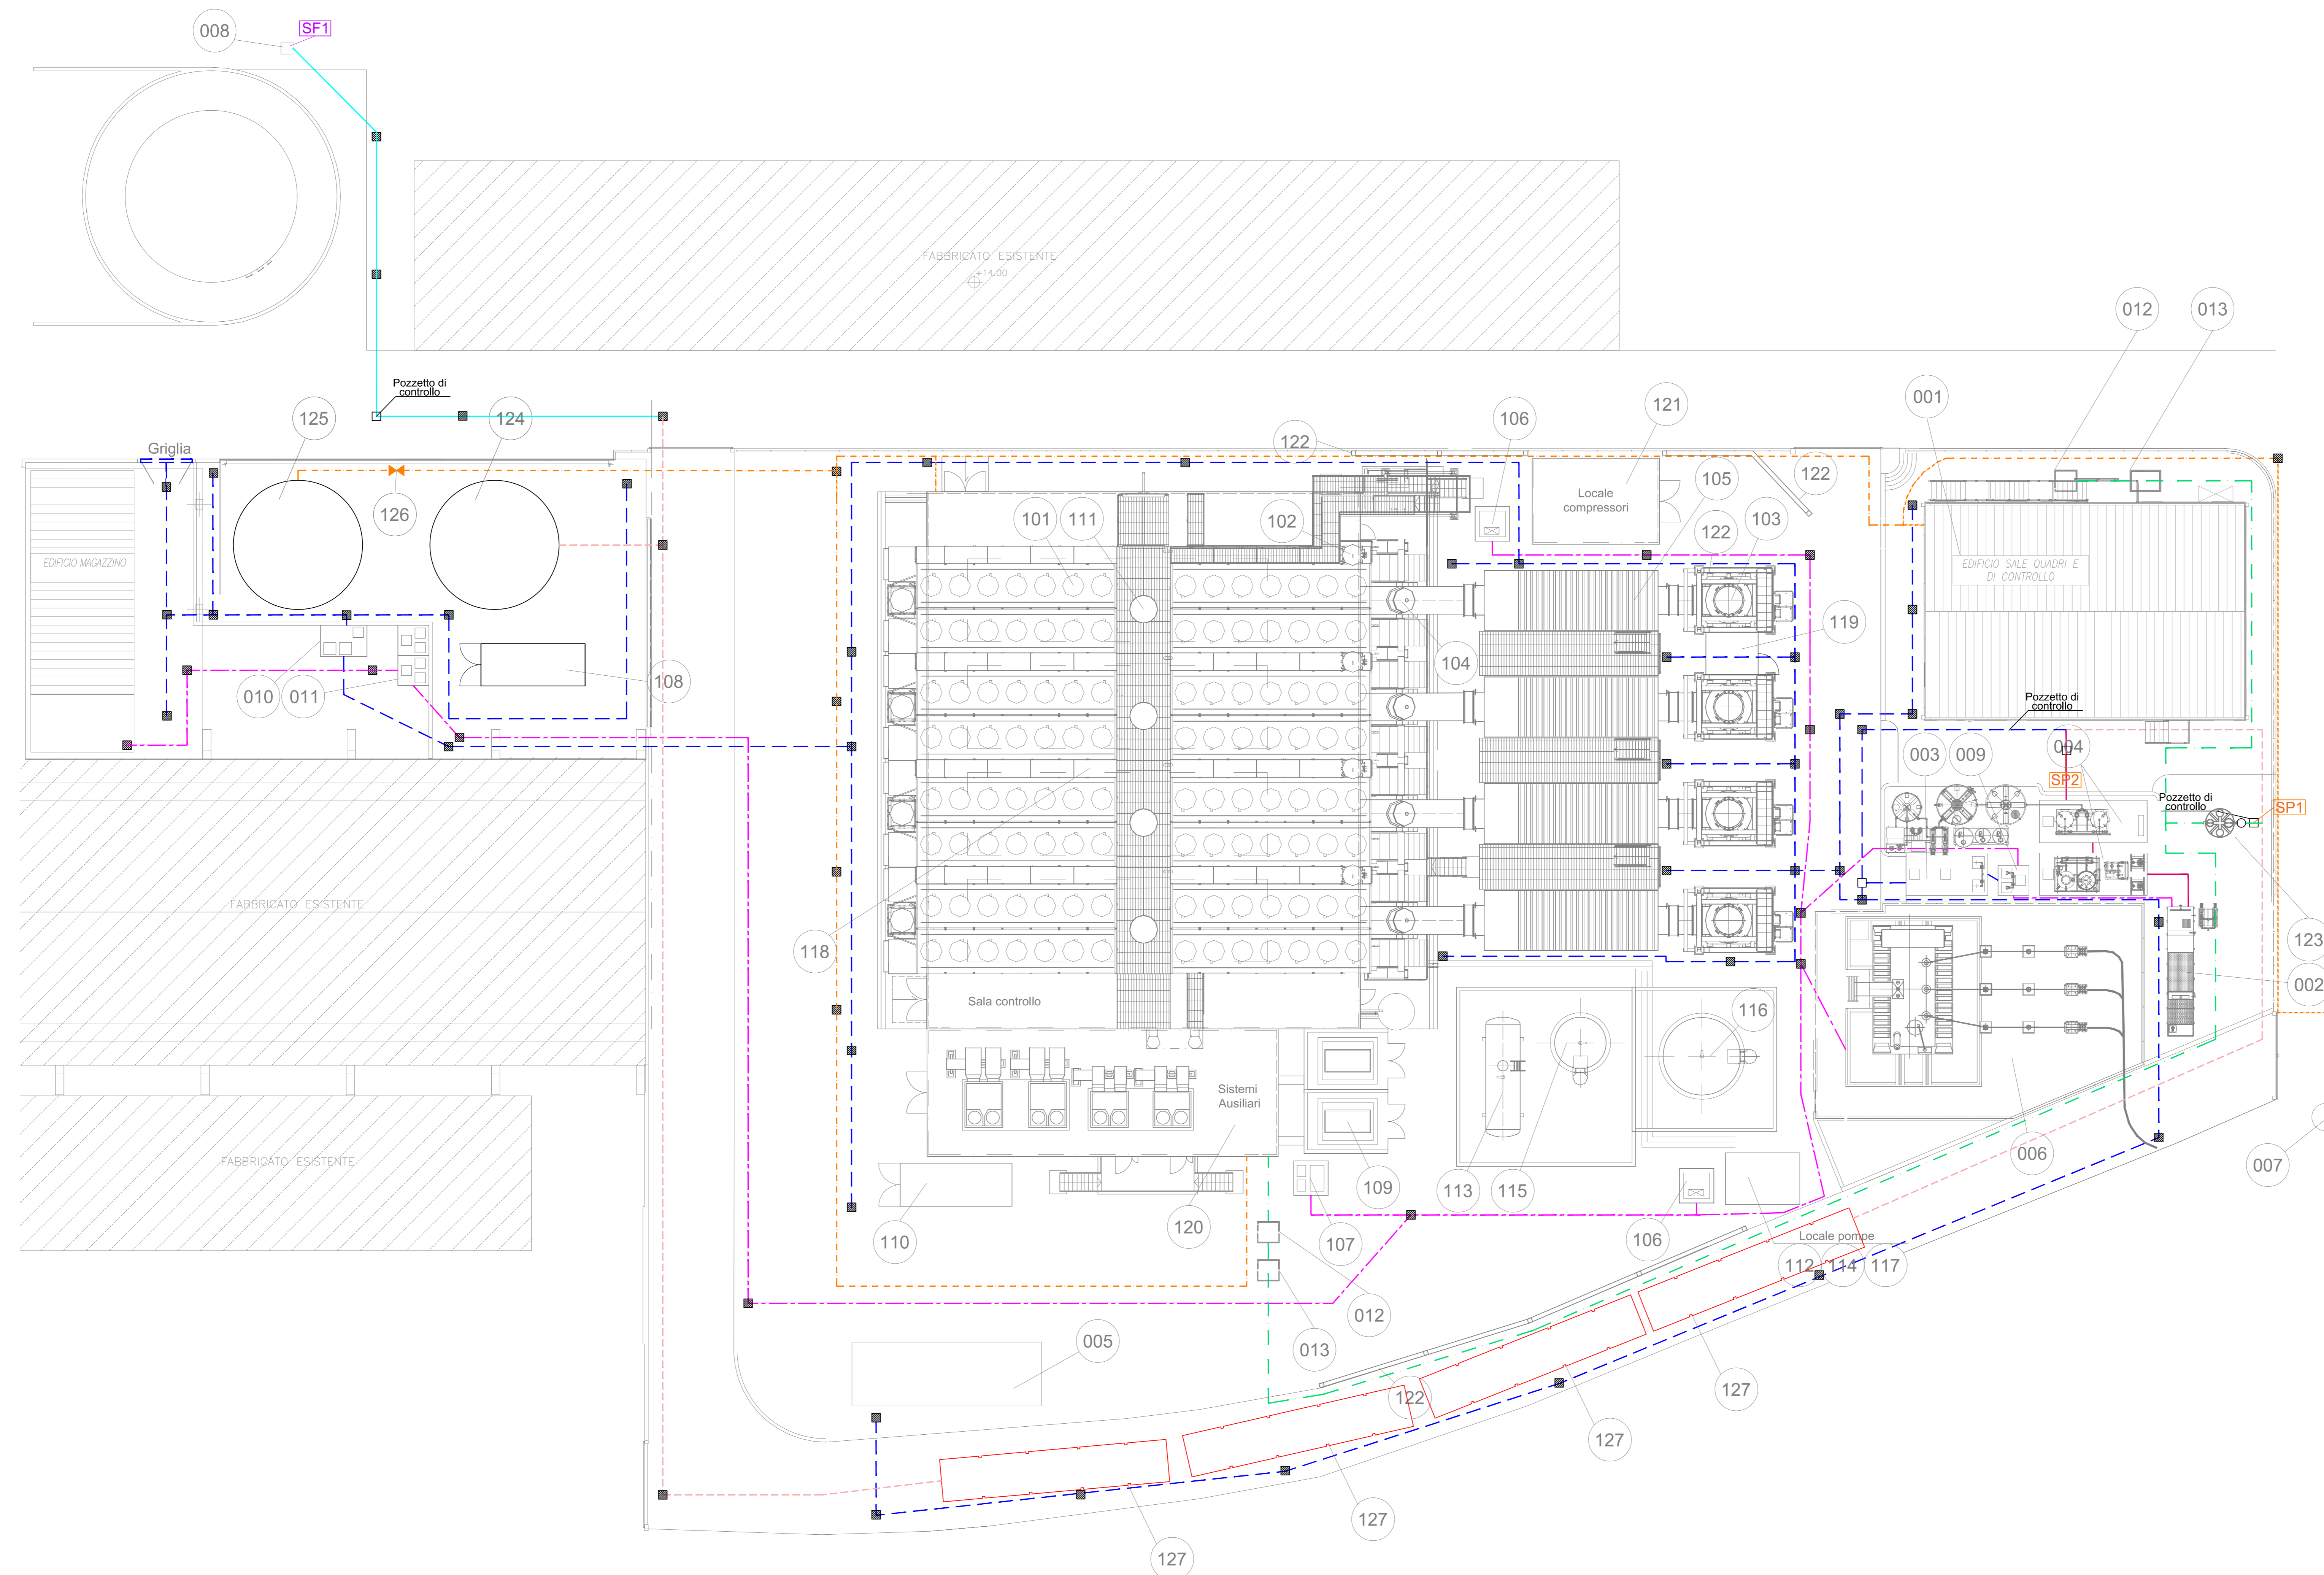 008
SF1
FABBRICATO ESISTENTE
+14.00
012
013
Pozzetto di
controllo
001
125
124
106
121
122
Griglia
122
Locale
compressori
105
126
101
111
102
122
103
EDIFICIO MAGAZZINO
EDIFICIO SALE QUADRI E
DI CONTROLLO
119
104
010
011
108
Pozzetto di
controllo
003
009
004
SP2
Pozzetto di
controllo
SP1
FABBRICATO ESISTENTE
118
123
002
Sala controllo
116
Sistemi
Ausiliari
006
007
FABBRICATO ESISTENTE
109
113
115
110
120
107
106
Locale pompe
112
114
117
012
005
013
122
127
127
127
127